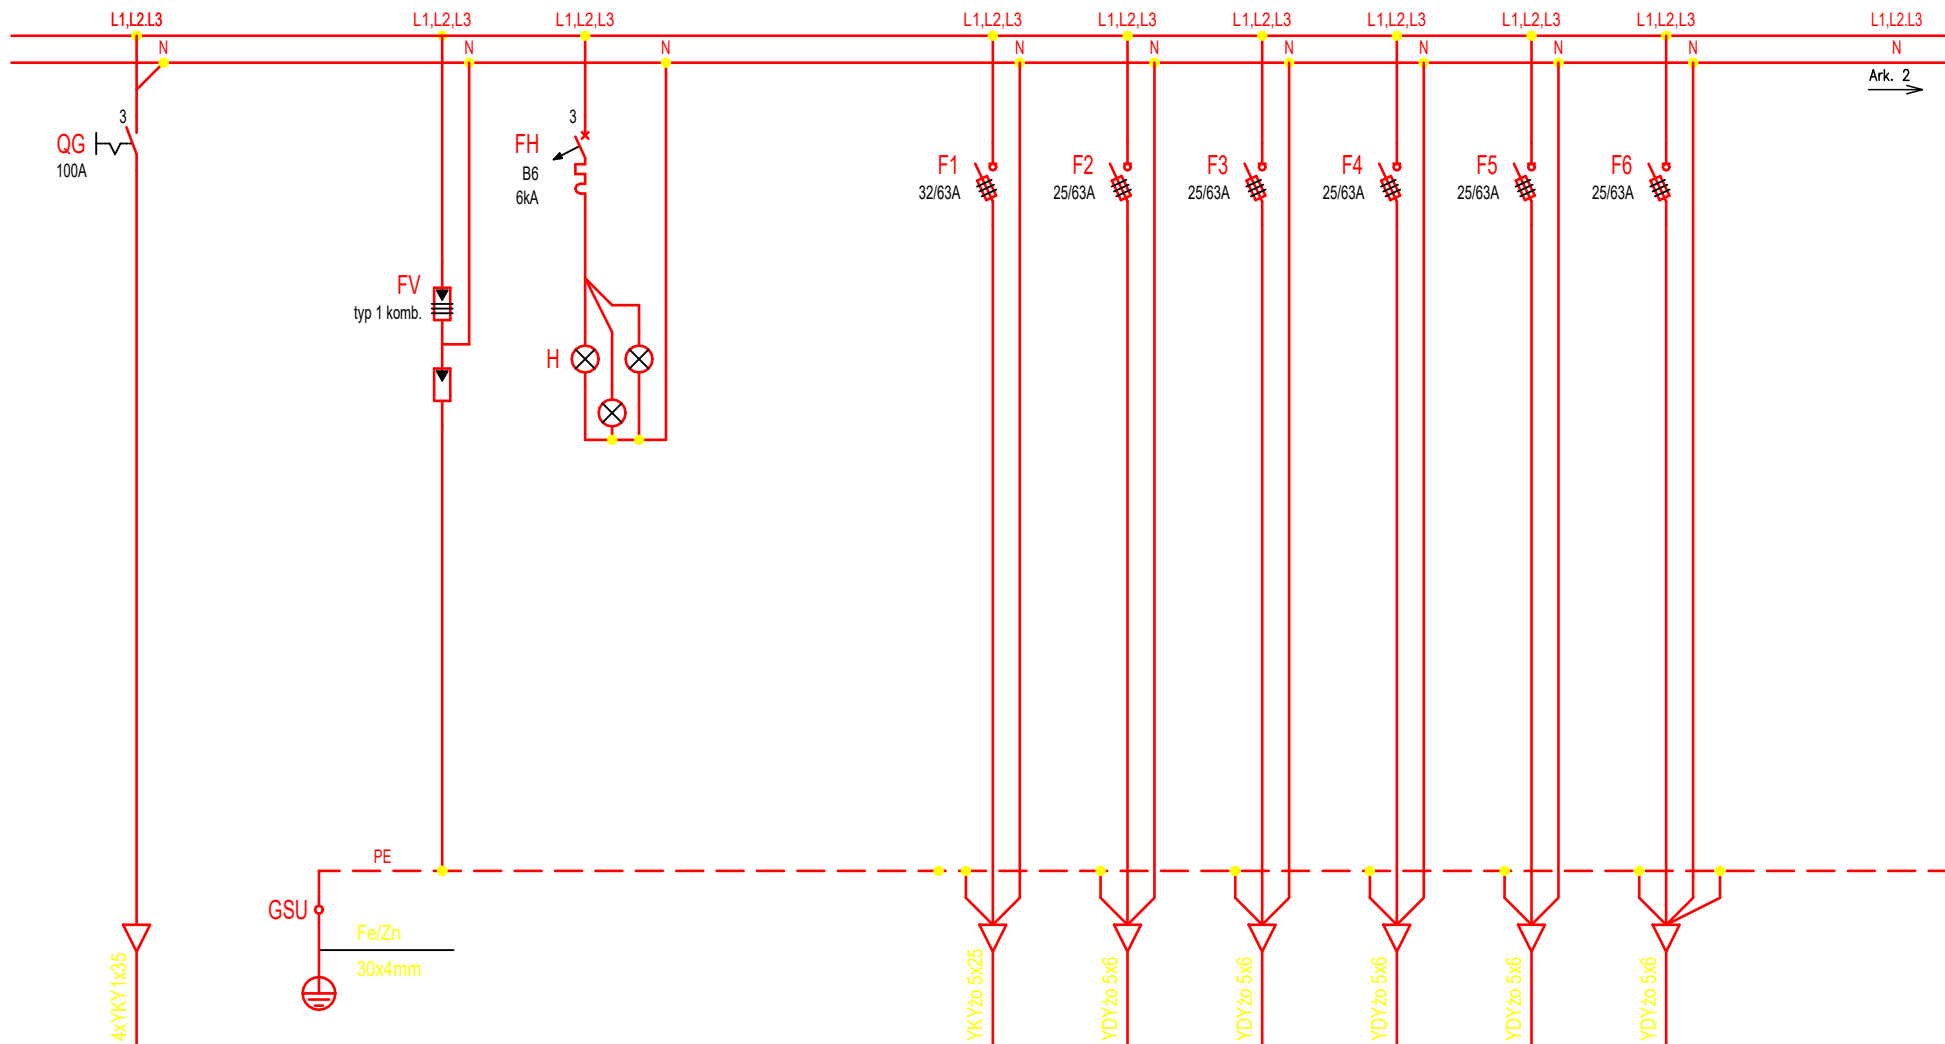 L1,L2.L3
L1,L2,L3
L1,L2,L3
L1,L2,L3
L1,L2,L3
L1,L2,L3
L1,L2,L3
L1,L2,L3
L1,L2,L3
L1,L2.L3
N
N
N
N
N
N
N
N
N
N
Ark. 2
3
QG
100A
3
FH
B6
6kA
F1
32/63A
F2
25/63A
F3
25/63A
F4
25/63A
F5
25/63A
F6
25/63A
FV
typ 1 komb.
H
PE
GSU
Fe/Zn
30x4mm
4xYKY1x35
YKYżo 5x25
YDYżo 5x6
YDYżo 5x6
YDYżo 5x6
YDYżo 5x6
YDYżo 5x6